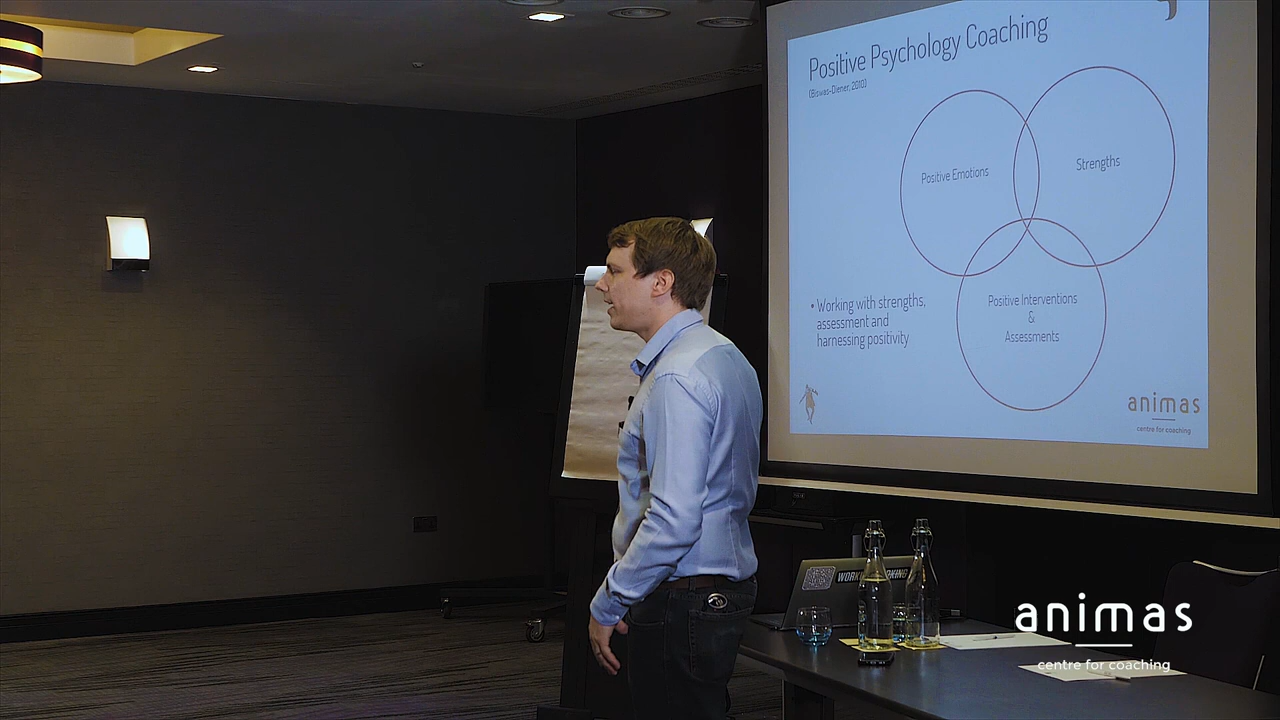 Positive Psychology Coaching
(Biswas-Diener, 2010)
Positive Emotions
Strengths
Positive Interventions
&
Assessments
• Working with strengths,
assessment and
harnessing positivity
animas
centre for coaching
animas
centre for coaching